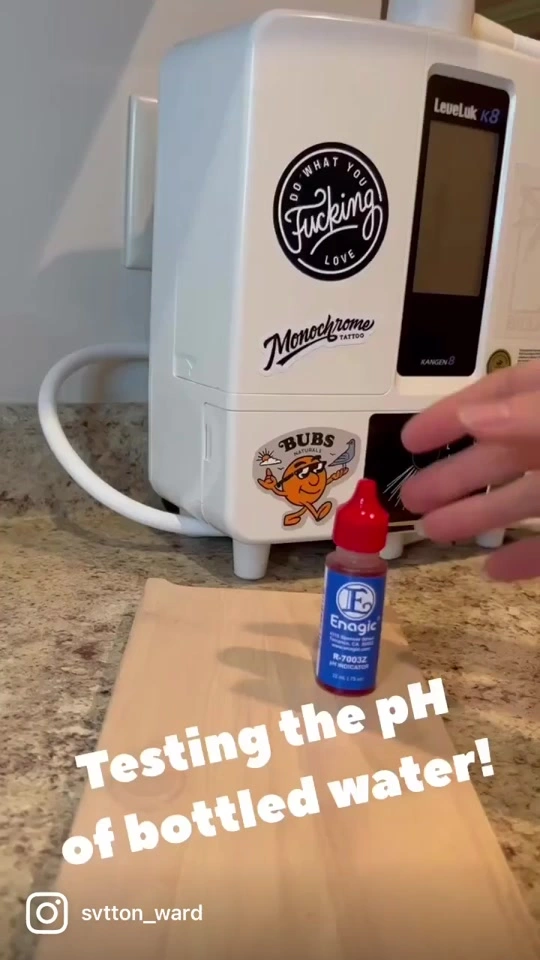 LeveLuk K8
DO WHAT YOU
Fucking
LOVE
Monochrome
TATTOO
KANGEN 8
BUBS
NATURALS
E
Enagic
R-7003Z
pH INDICATOR
Testing the pH
of bottled water!
svtton_ward